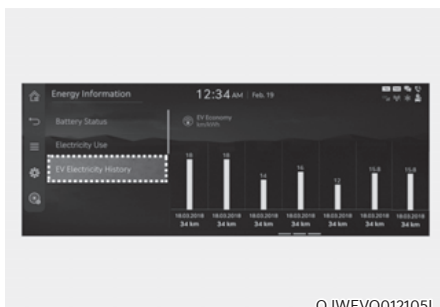 Energy Information
12:34 AM
Feb. 19
Battery Status
Electricity Use
EV Electricity History
EV Economy
km/kWh
18 18 14 16 12 15.8 15.8
18.03.2018 18.03.2018 18.03.2018 18.03.2018 18.03.2018 18.03.2018 18.03.2018
34 km 34 km 34 km 34 km 34 km 34 km 34 km